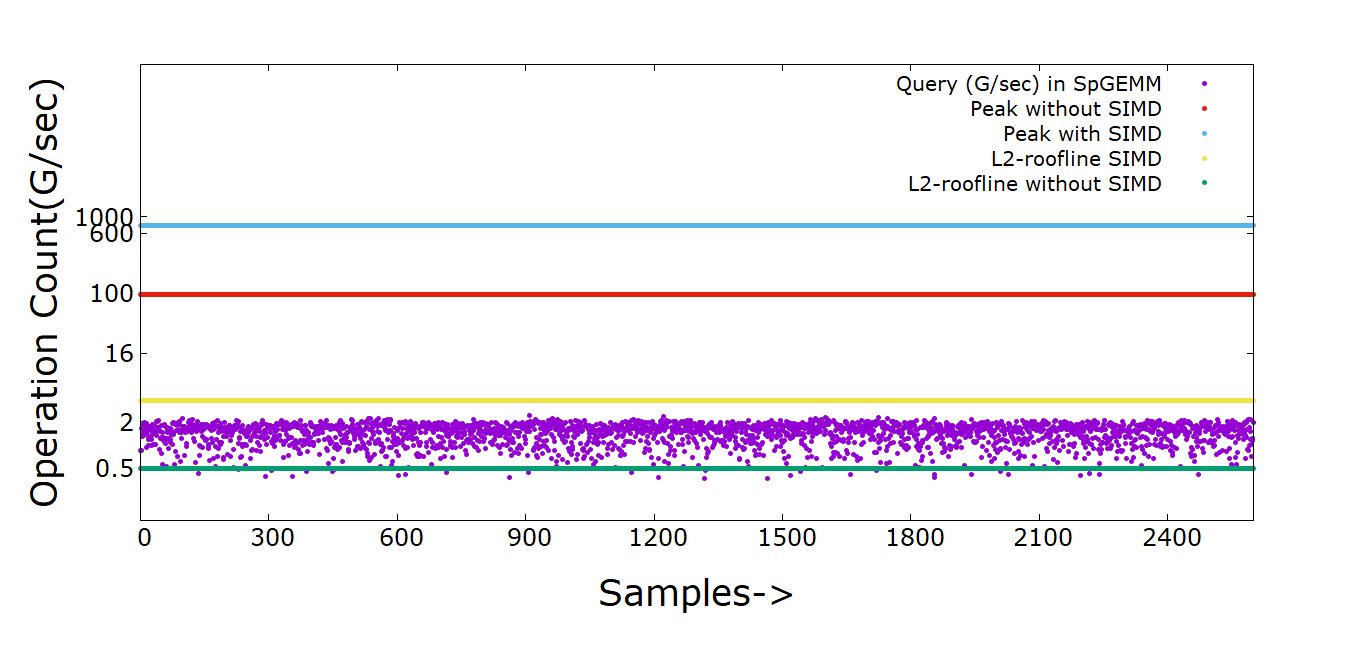 Query (G/sec) in SpGEMM
Peak without SIMD
Peak with SIMD
L2-roofline SIMD
L2-roofline without SIMD
Operation Count(G/sec)
1000
600
100
16
2
0.5
0 300 600 900 1200 1500 1800 2100 2400
Samples->